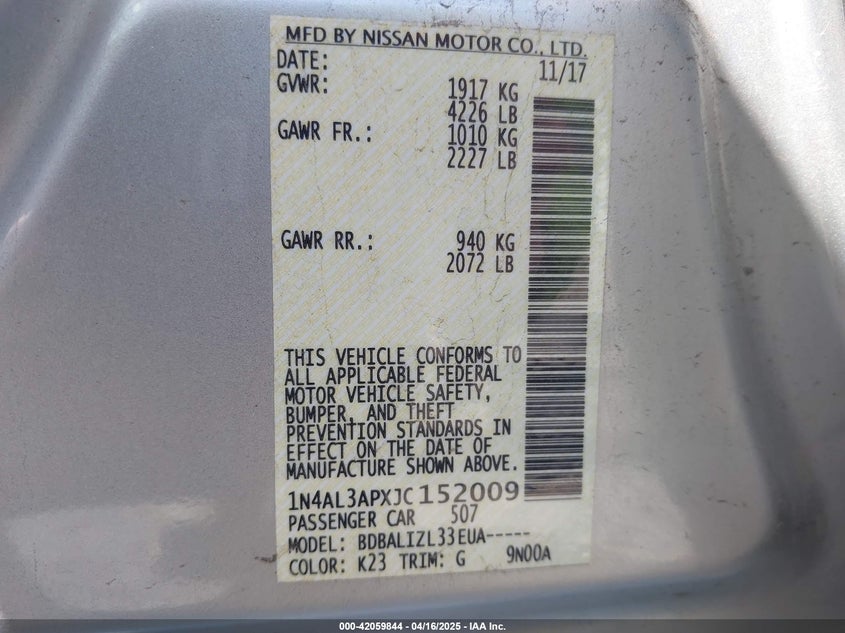 MFD BY NISSAN MOTOR CO., LTD.
DATE: 11/17
GVWR: 1917 KG
4226 LB
GAWR FR.: 1010 KG
2227 LB
GAWR RR.: 940 KG
2072 LB
THIS VEHICLE CONFORMS TO
ALL APPLICABLE FEDERAL
MOTOR VEHICLE SAFETY,
BUMPER, AND THEFT
PREVENTION STANDARDS IN
EFFECT ON THE DATE OF
MANUFACTURE SHOWN ABOVE.
1N4AL3APXJC152009
PASSENGER CAR 507
MODEL: BDBALIZL33EUA-----
COLOR: K23 TRIM: G 9N00A
000-42059844 - 04/16/2025 - IAA Inc.